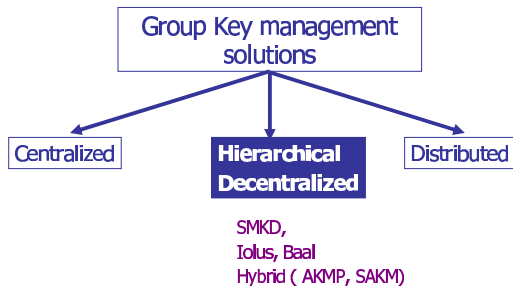 Group Key management
solutions
Centralized
Hierarchical
Decentralized
Distributed
SMKD,
Iolus, Baal
Hybrid ( AKMP, SAKM)